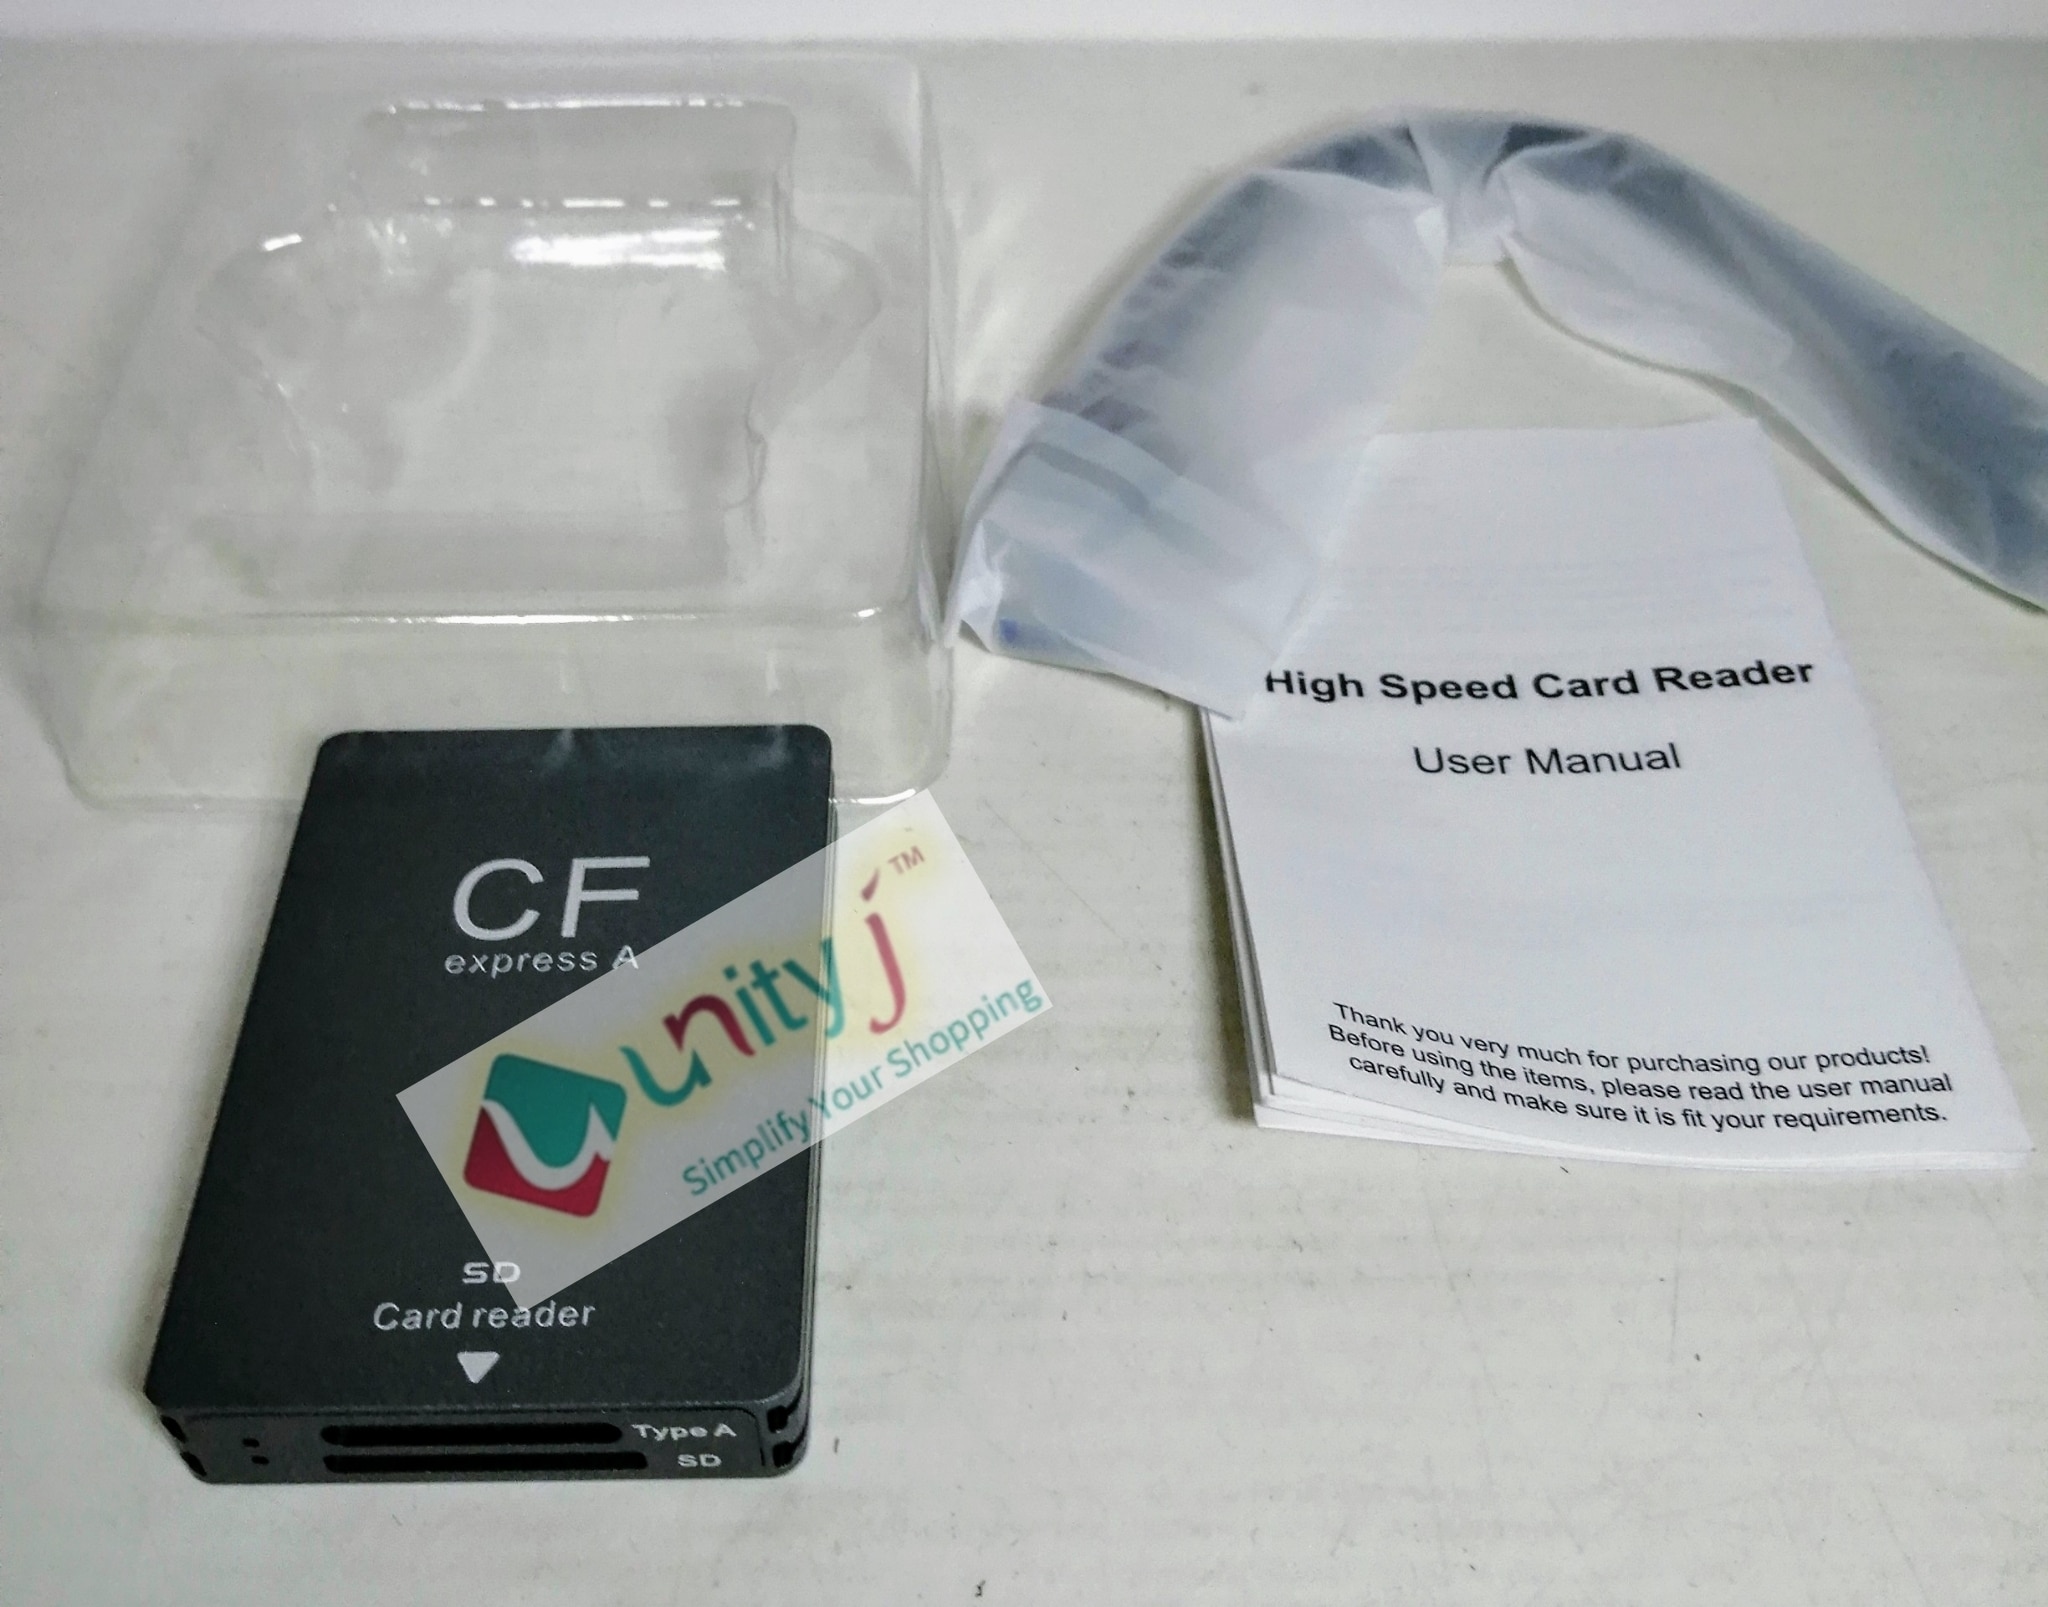 High Speed Card Reader
User Manual
Thank you very much for purchasing our products!
Before using the items, please read the user manual
carefully and make sure it is fit your requirements.
CF
express A
unityj™
Simplify Your Shopping
SD
Card reader
Type A
SD